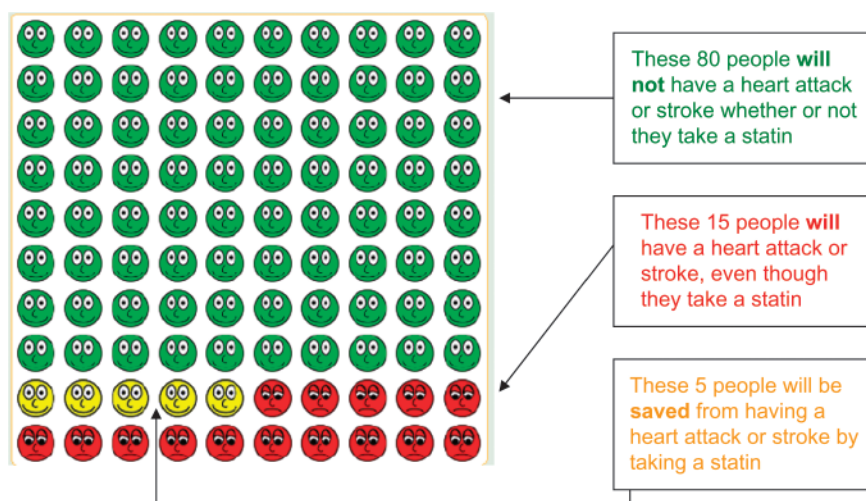 These 80 people will
not have a heart attack
or stroke whether or not
they take a statin
These 15 people will
have a heart attack or
stroke, even though
they take a statin
These 5 people will be
saved from having a
heart attack or stroke by
taking a statin